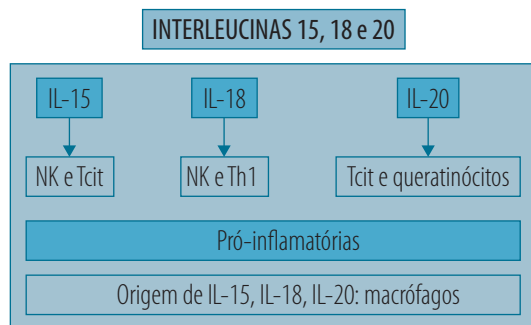 INTERLEUCINAS 15, 18 e 20
IL-15 IL-18 IL-20
NK e Tcit NK e Th1 Tcit e queratinócitos
Pró-inflamatórias
Origem de IL-15, IL-18, IL-20: macrófagos